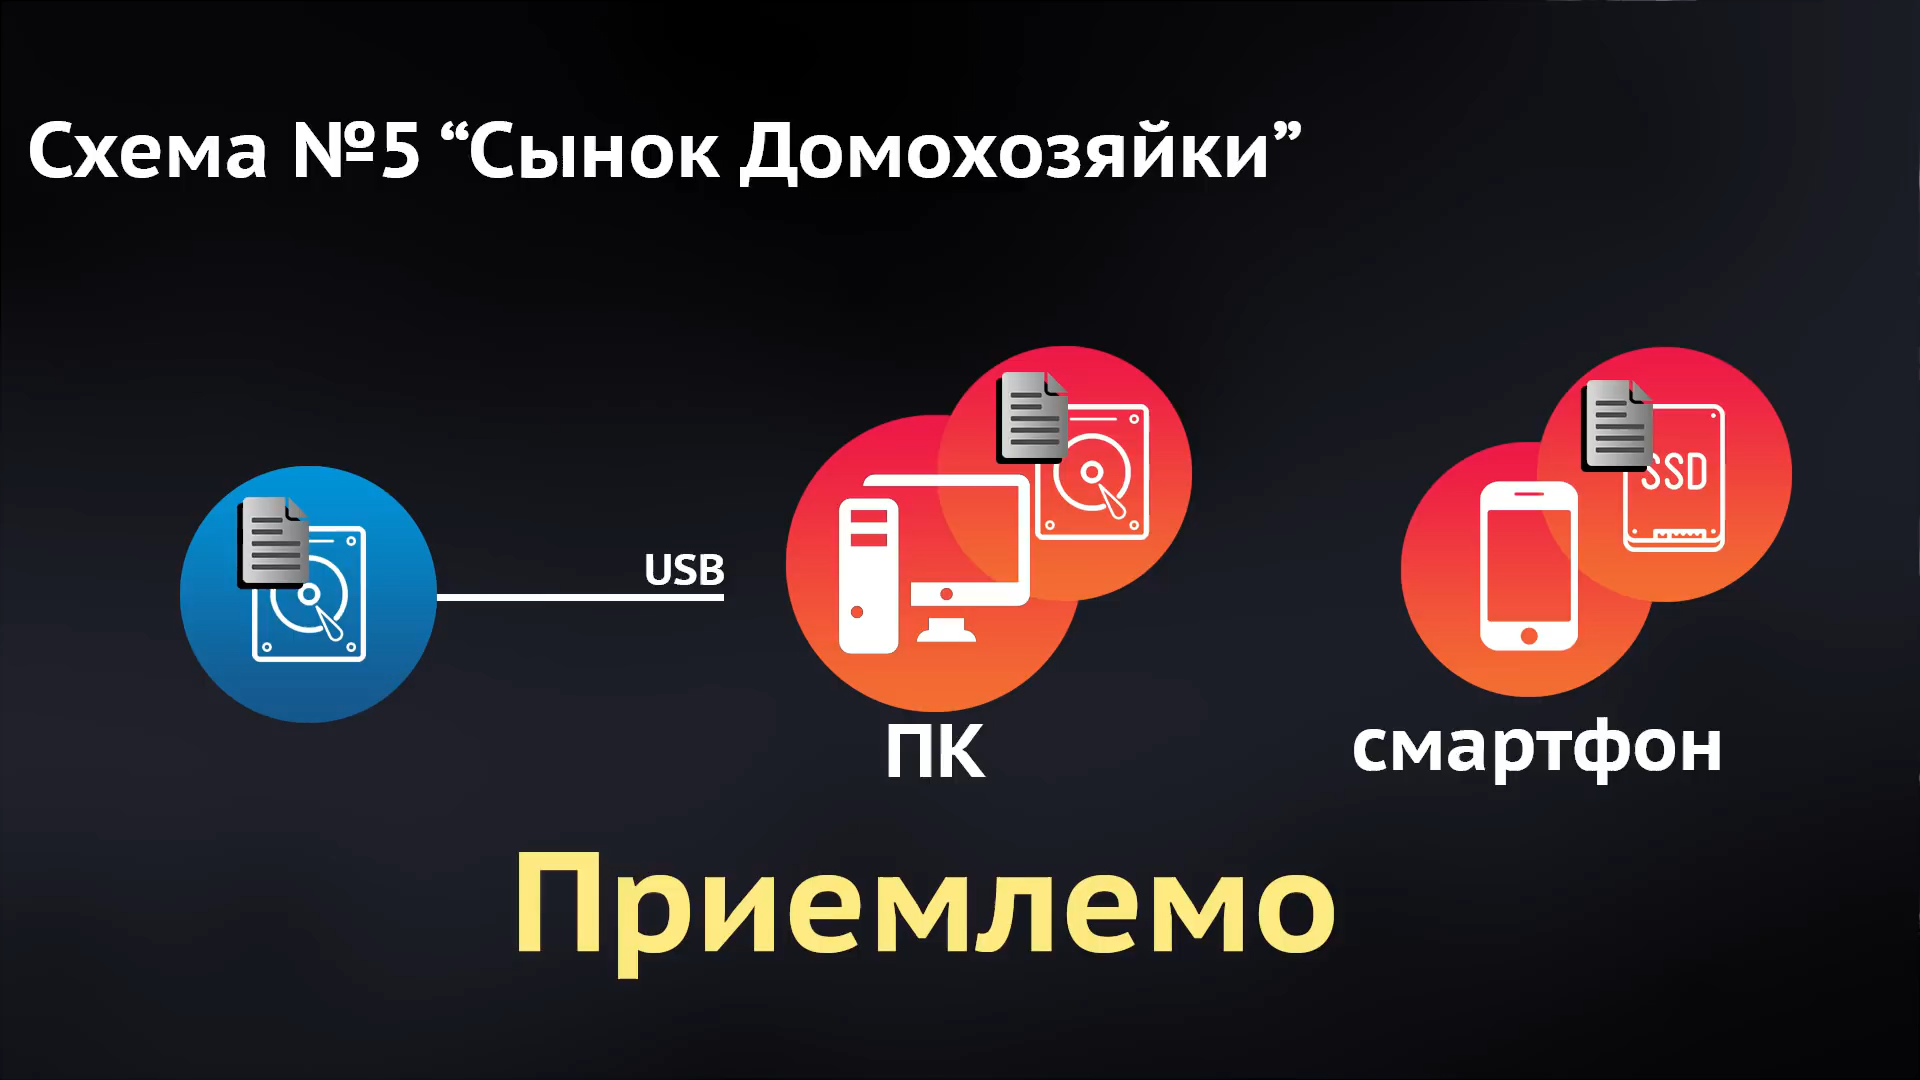 Схема №5 “Сынок Домохозяйки”
USB
SSD
ПК
смартфон
Приемлемо